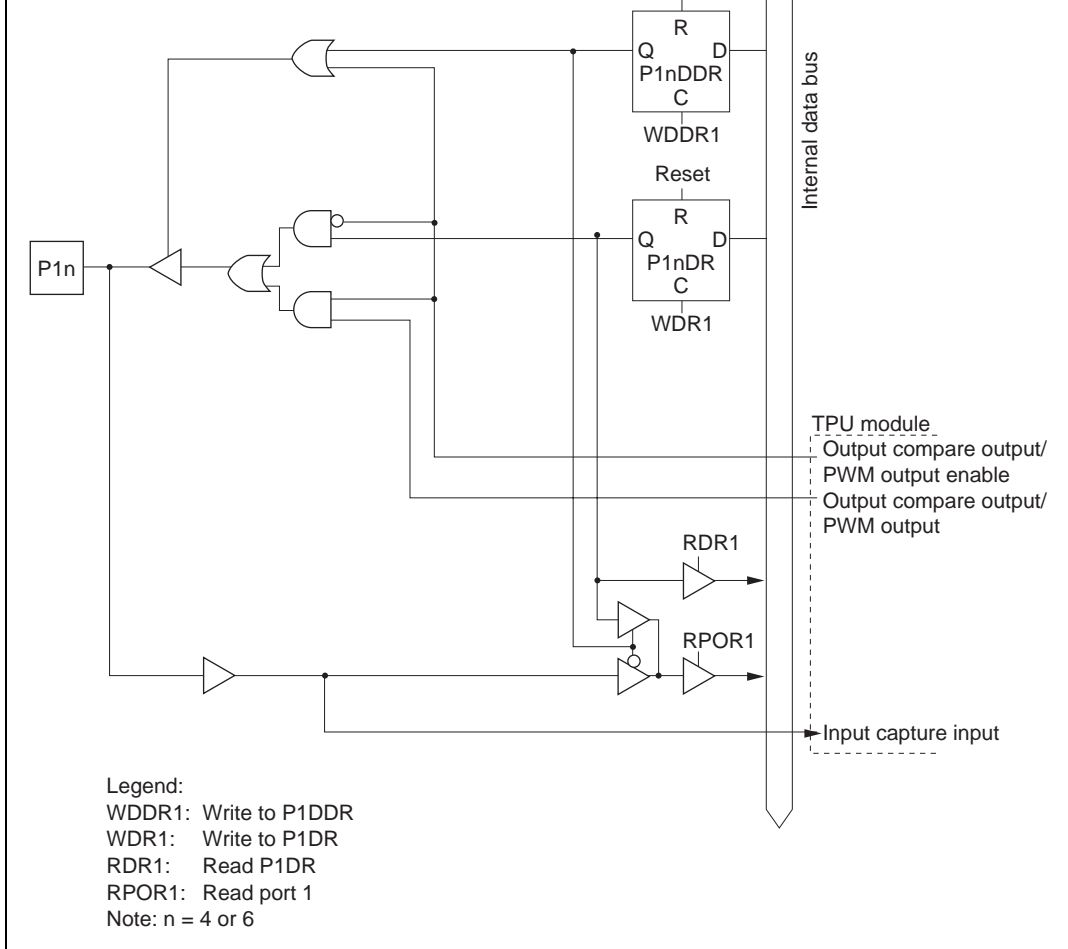 R
Q D
P1nDDR
C
WDDR1
Internal data bus
Reset
R
Q D
P1nDR
C
WDR1
P1n
TPU module
Output compare output/
PWM output enable
Output compare output/
PWM output
RDR1
RPOR1
Input capture input
Legend:
WDDR1: Write to P1DDR
WDR1: Write to P1DR
RDR1: Read P1DR
RPOR1: Read port 1
Note: n = 4 or 6